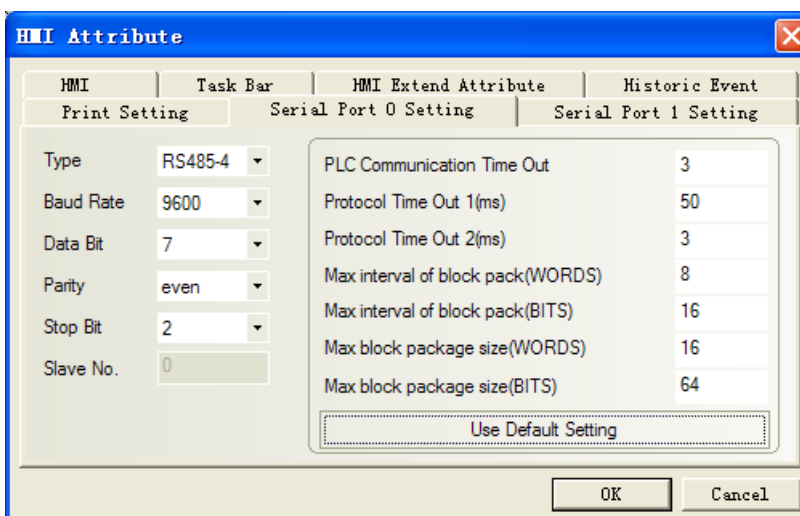 HMI Attribute
HMI
Task Bar
HMI Extend Attribute
Historic Event
Print Setting
Serial Port 0 Setting
Serial Port 1 Setting
Type RS485-4
Baud Rate 9600
Data Bit 7
Parity even
Stop Bit 2
Slave No. 0
PLC Communication Time Out 3
Protocol Time Out 1(ms) 50
Protocol Time Out 2(ms) 3
Max interval of block pack(WORDS) 8
Max interval of block pack(BITS) 16
Max block package size(WORDS) 16
Max block package size(BITS) 64
Use Default Setting
OK
Cancel